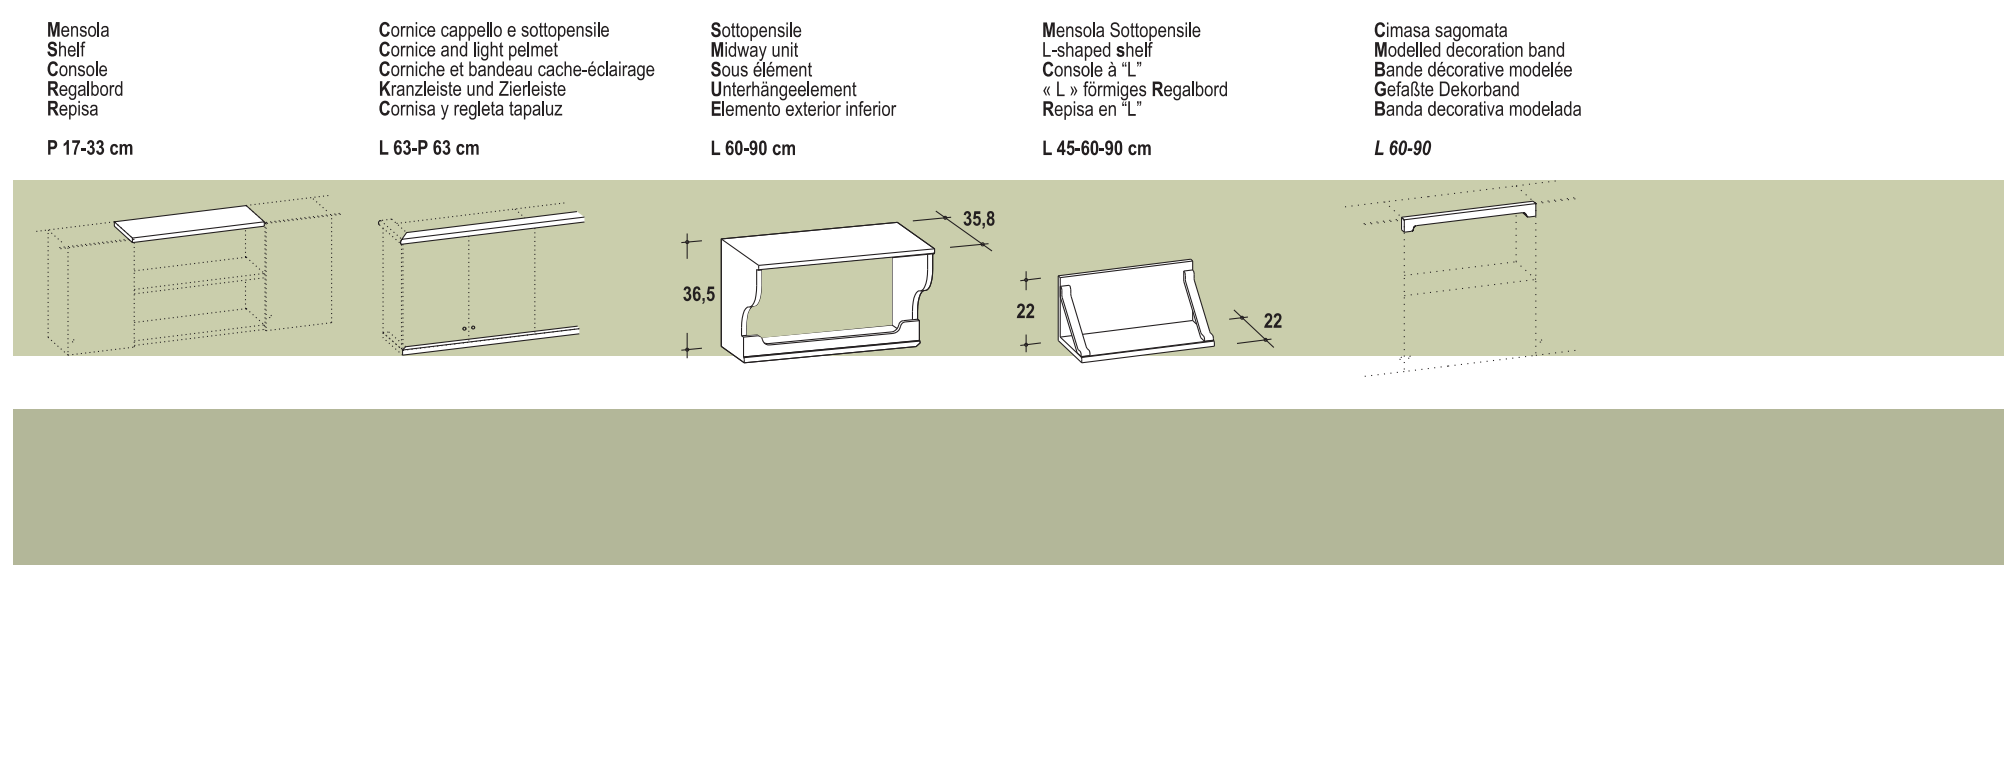 Mensola
Shelf
Console
Regalbord
Repisa
P 17-33 cm
Cornice cappello e sottopensile
Cornice and light pelmet
Corniche et bandeau cache-éclairage
Kranzleiste und Zierleiste
Cornisa y regleta tapaluz
L 63-P 63 cm
Sottopensile
Midway unit
Sous élément
Unterhängeelement
Elemento exterior inferior
L 60-90 cm
Mensola Sottopensile
L-shaped shelf
Console à “L”
« L » förmiges Regalbord
Repisa en “L”
L 45-60-90 cm
Cimasa sagomata
Modelled decoration band
Bande décorative modelée
Gefaßte Dekorband
Banda decorativa modelada
L 60-90
35,8
36,5
22
22